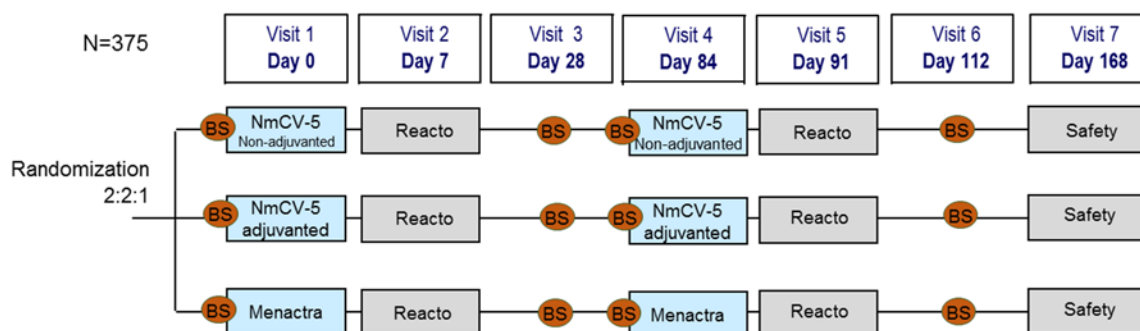 N=375
Visit 1
Day 0
Visit 2
Day 7
Visit 3
Day 28
Visit 4
Day 84
Visit 5
Day 91
Visit 6
Day 112
Visit 7
Day 168
Randomization
2:2:1
BS
NmCV-5
Non-adjuvanted
Reacto
BS
BS
NmCV-5
Non-adjuvanted
Reacto
BS
Safety
BS
NmCV-5
adjuvanted
Reacto
BS
BS
NmCV-5
adjuvanted
Reacto
BS
Safety
BS
Menactra
Reacto
BS
BS
Menactra
Reacto
BS
Safety